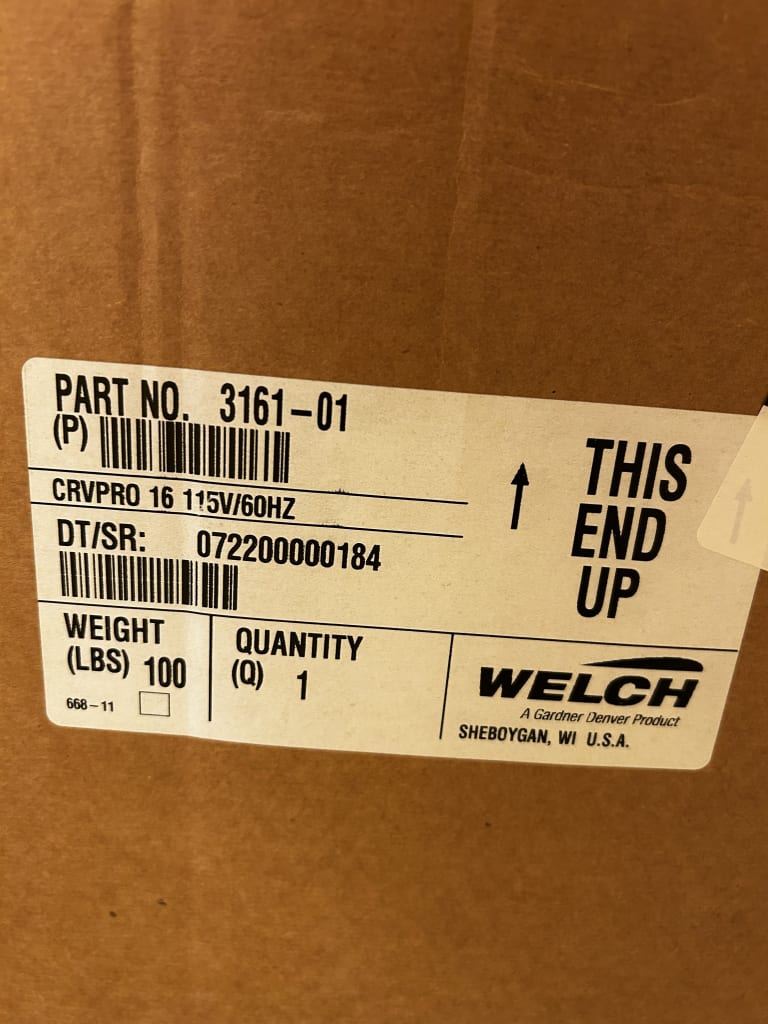 PART NO. 3161-01
(P)
CRVPRO 16 115V/60HZ
DT/SR: 072200000184
WEIGHT
(LBS) 100
668-11
QUANTITY
(Q) 1
THIS
END
UP
WELCH
A Gardner Denver Product
SHEBOYGAN, WI U.S.A.